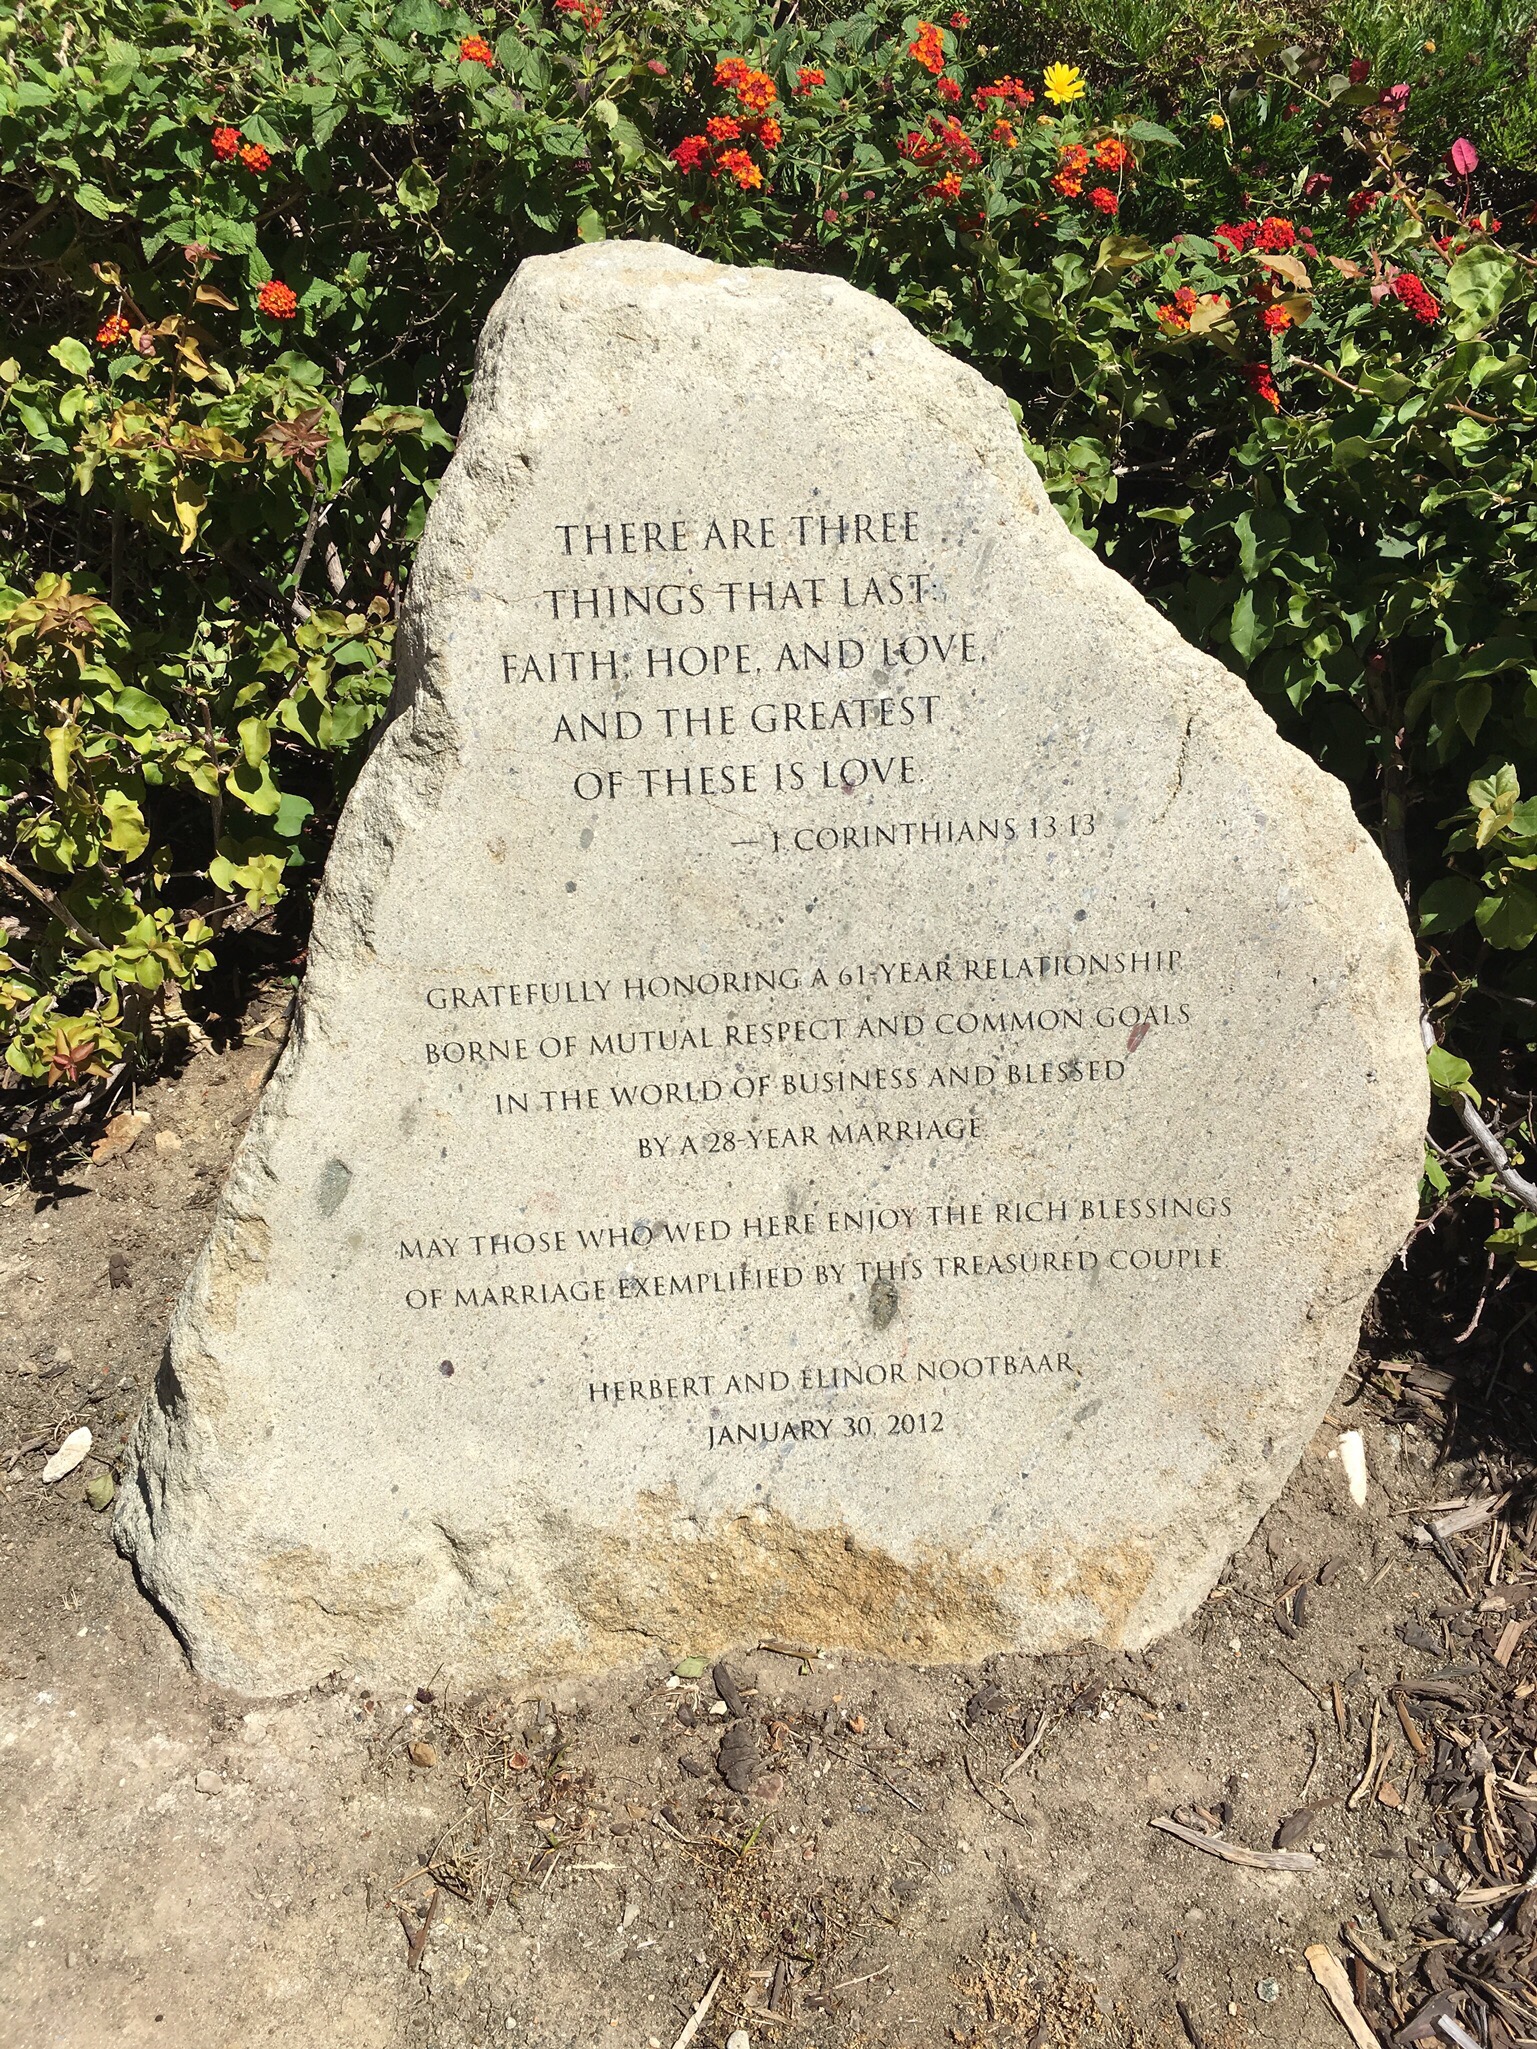 THERE ARE THREE
THINGS THAT LAST:
FAITH, HOPE, AND LOVE,
AND THE GREATEST
OF THESE IS LOVE.
— 1 CORINTHIANS 13:13
GRATEFULLY HONORING A 61-YEAR RELATIONSHIP
BORNE OF MUTUAL RESPECT AND COMMON GOALS
IN THE WORLD OF BUSINESS AND BLESSED
BY A 28-YEAR MARRIAGE.
MAY THOSE WHO WED HERE ENJOY THE RICH BLESSINGS
OF MARRIAGE EXEMPLIFIED BY THIS TREASURED COUPLE.
HERBERT AND ELINOR NOOTBAAR,
JANUARY 30, 2012